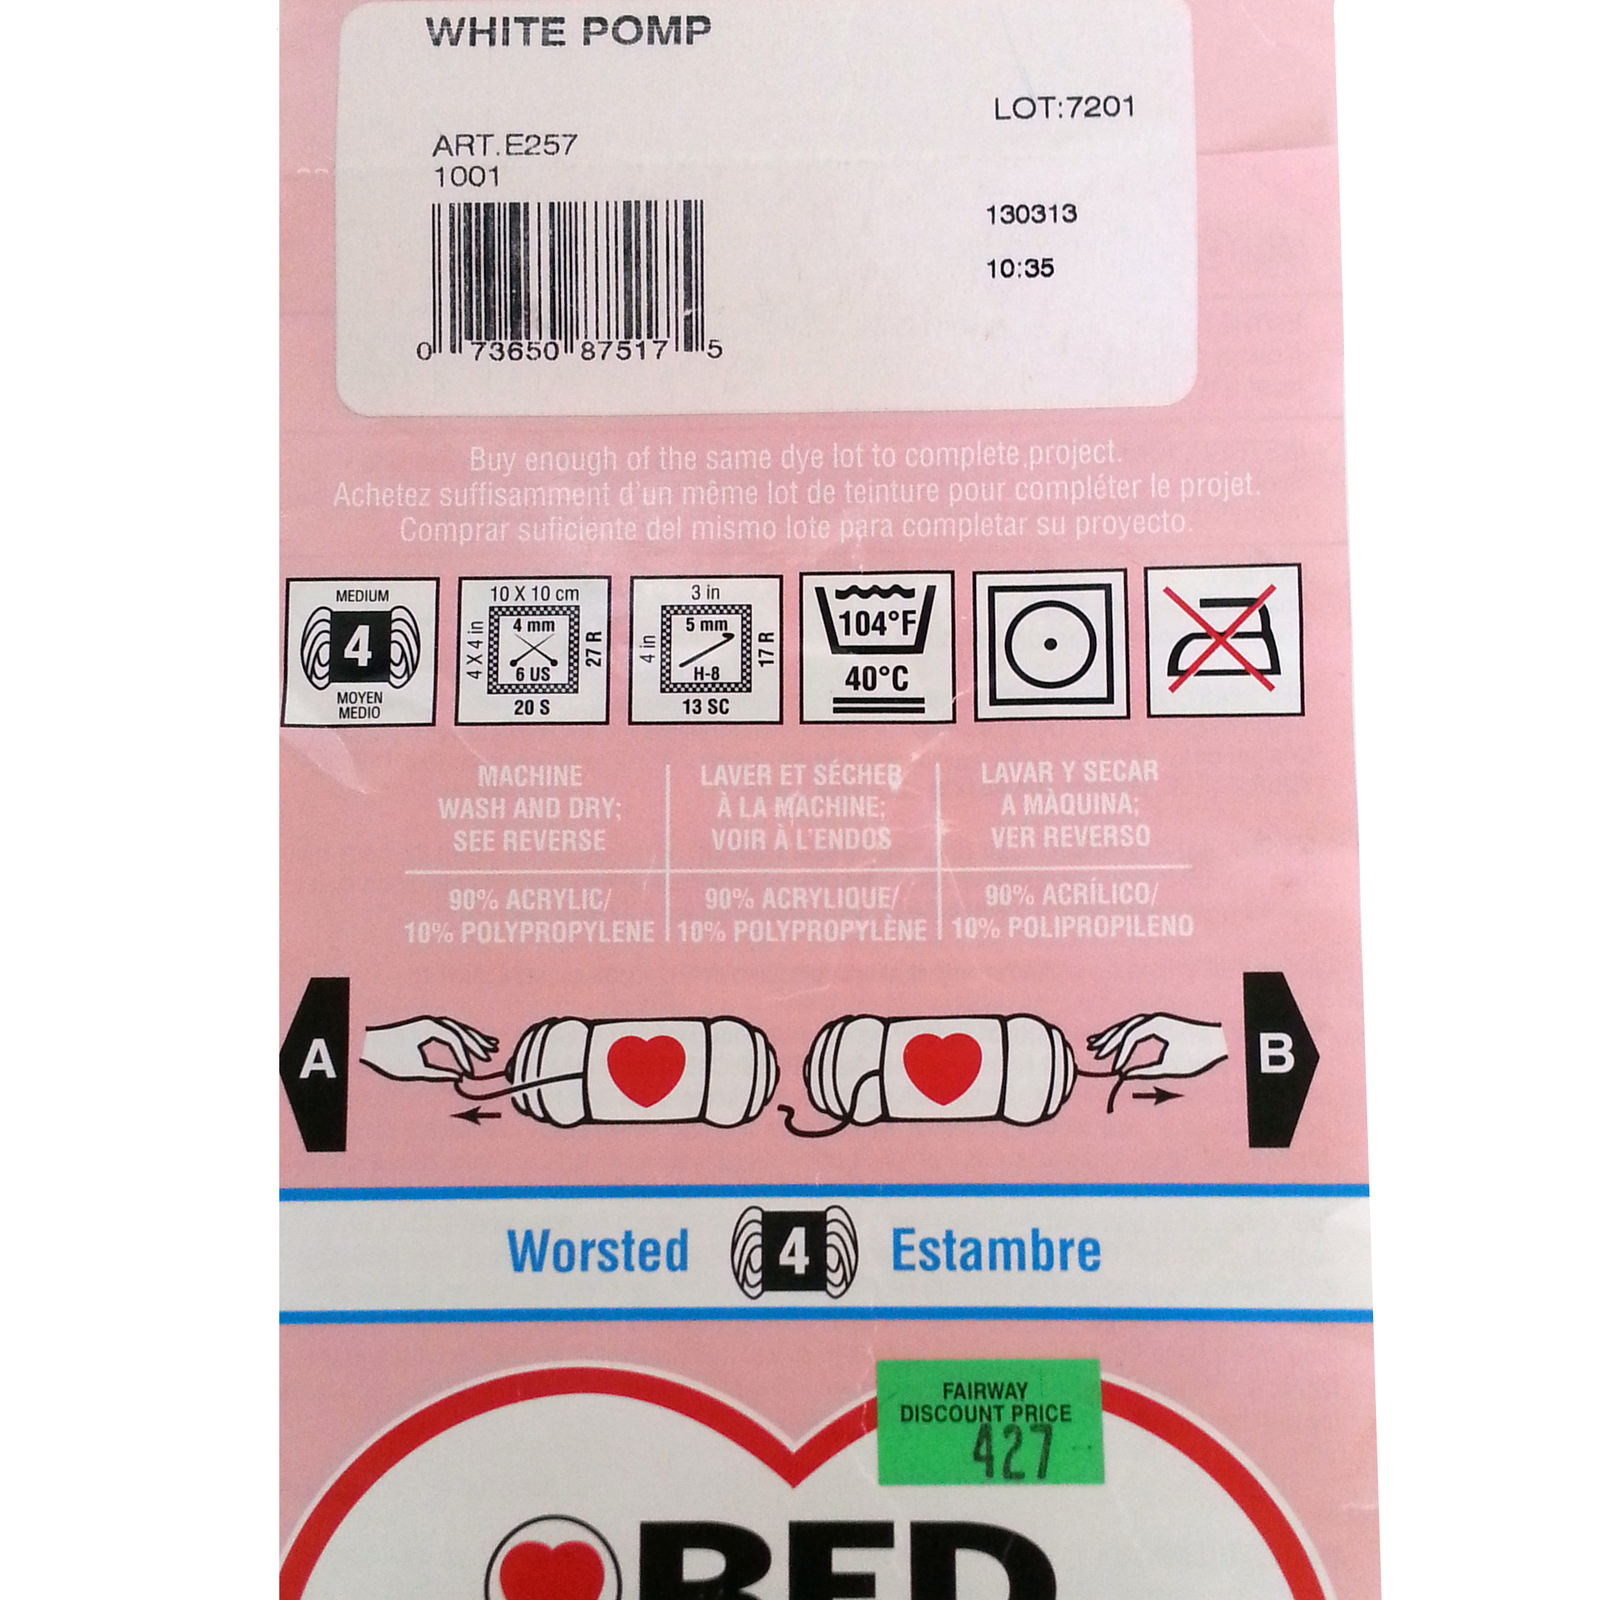 WHITE POMP
LOT:7201
ART.E257
1001
130313
10:35
0 73650 87517 5
Buy enough of the same dye lot to complete project.
Achetez suffisamment d'un même lot de teinture pour compléter le projet.
Comprar suficiente del mismo lote para completar su proyecto.
MEDIUM
4
MOYEN
MEDIO
10 X 10 cm
4 X 4 in
4 mm
6 US
27 R
20 S
3 in
4 in
5 mm
H-8
17 R
13 SC
104°F
40°C
MACHINE
WASH AND DRY;
SEE REVERSE
LAVER ET SÉCHER
À LA MACHINE;
VOIR À L'ENDOS
LAVAR Y SECAR
A MÀQUINA;
VER REVERSO
90% ACRYLIC/
10% POLYPROPYLENE
90% ACRYLIQUE/
10% POLYPROPYLÈNE
90% ACRÍLICO/
10% POLIPROPILENO
A
B
Worsted 4 Estambre
FAIRWAY
DISCOUNT PRICE
427
RED